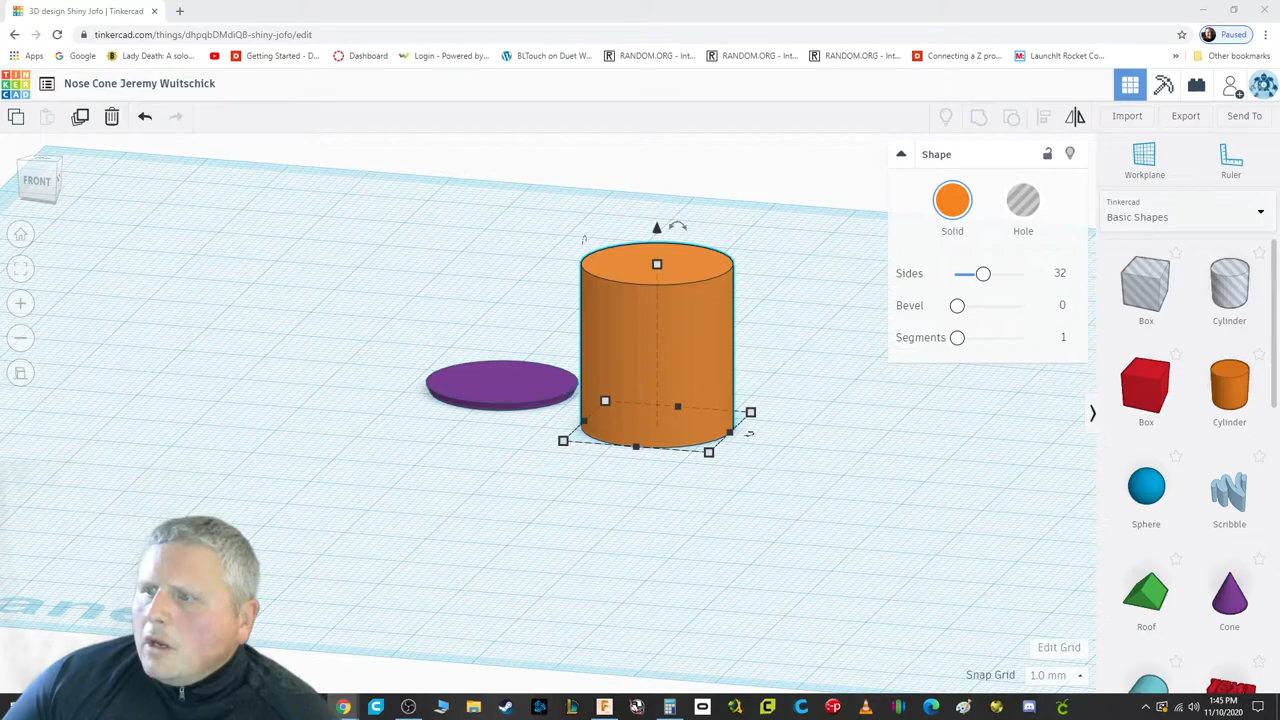 3D design Shiny Jofo | Tinkercad
tinkercad.com/things/dhpqbDMdiQB-shiny-jofo/edit
Paused
Apps
Google
Lady Death: A solo...
Getting Started - D...
Dashboard
Login - Powered by...
BLTouch on Duet W...
RANDOM.ORG - Int...
RANDOM.ORG - Int...
RANDOM.ORG - Int...
Connecting a Z pro...
LaunchIt Rocket Co...
Other bookmarks
TIN
KER
CAD
Nose Cone Jeremy Wuitschick
Import
Export
Send To
FRONT
Shape
Solid
Hole
Sides
32
Bevel
0
Segments
1
Workplane
Ruler
Tinkercad
Basic Shapes
Box
Cylinder
Box
Cylinder
Sphere
Scribble
Roof
Cone
Edit Grid
Snap Grid
1.0 mm
1:45 PM
11/10/2020